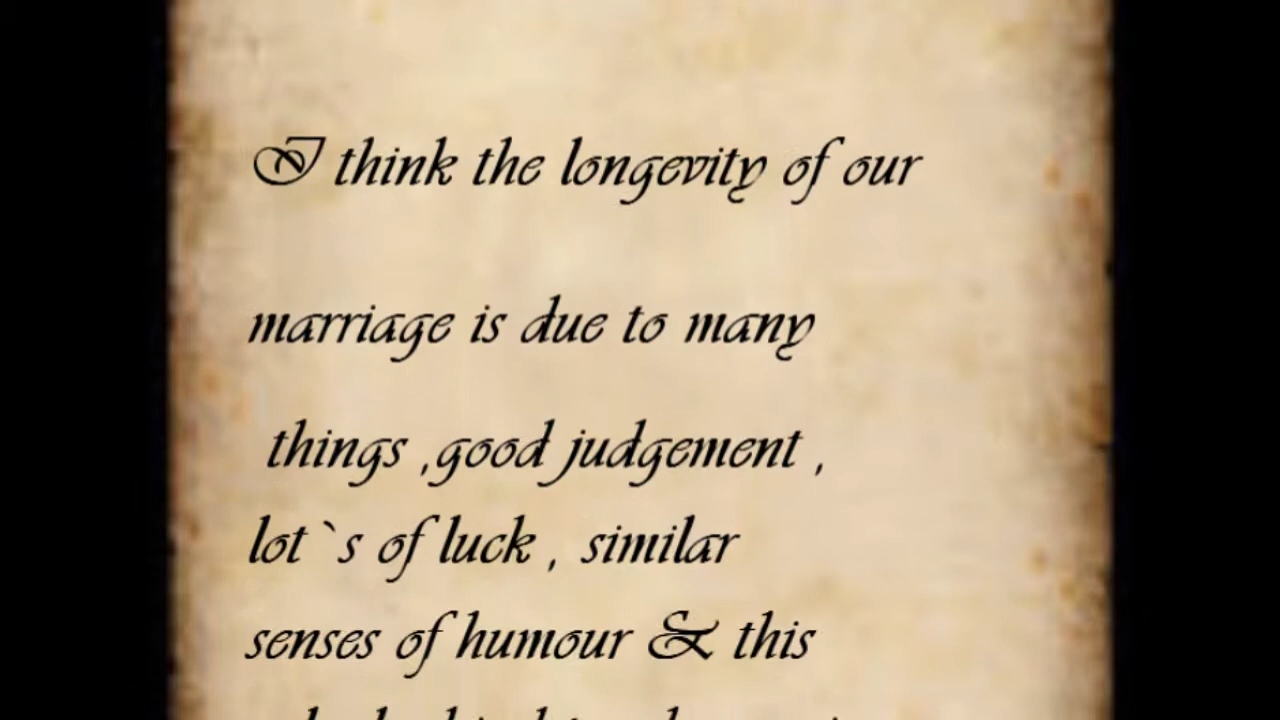 I think the longevity of our
marriage is due to many
things ,good judgement ,
lot`s of luck , similar
senses of humour & this